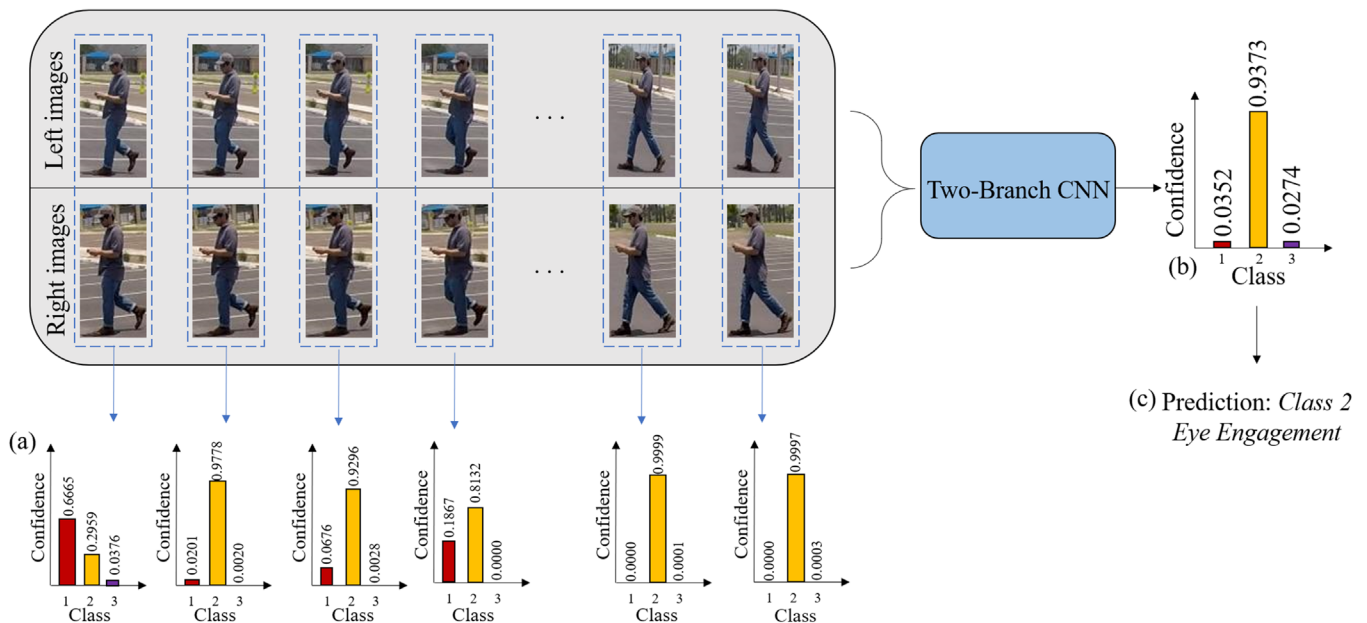 Left images
Right images
. . .
. . .
Two-Branch CNN
Confidence
0.0352
0.9373
0.0274
1 2 3
(b)
Class
(c) Prediction: Class 2
Eye Engagement
(a)
Confidence
0.6665
0.2959
0.0376
1 2 3
Class
Confidence
0.0201
0.9778
0.0020
1 2 3
Class
Confidence
0.0676
0.9296
0.0028
1 2 3
Class
Confidence
0.1867
0.8132
0.0000
1 2 3
Class
Confidence
0.0000
0.9999
0.0001
1 2 3
Class
Confidence
0.0000
0.9997
0.0003
1 2 3
Class